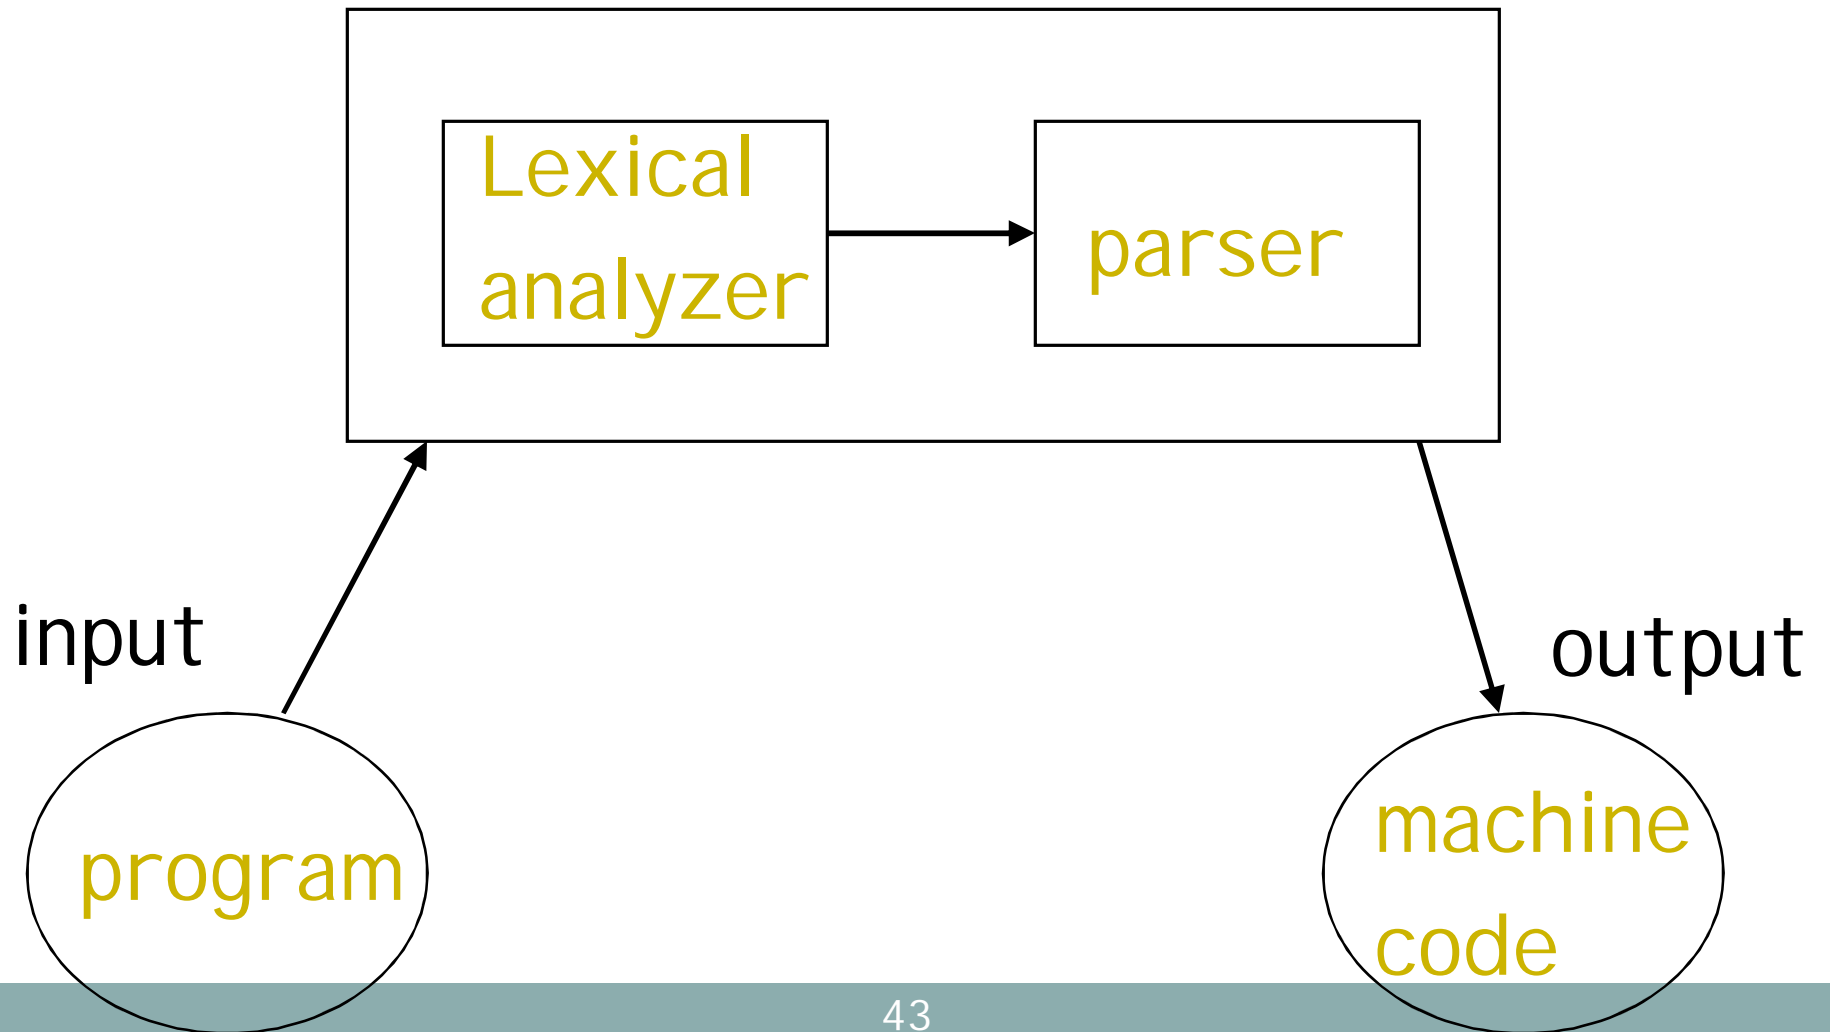 Lexical
analyzer
parser
input
output
program
machine
code
43